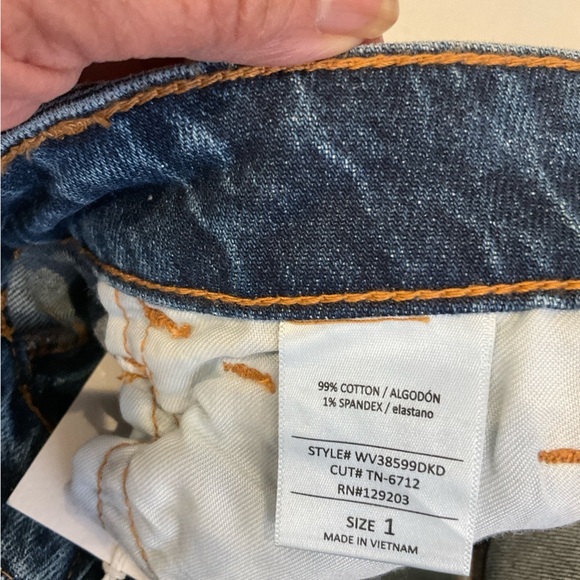 99% COTTON / ALGODÓN
1% SPANDEX / elastano
STYLE# WV38599DKD
CUT# TN-6712
RN#129203
SIZE 1
MADE IN VIETNAM